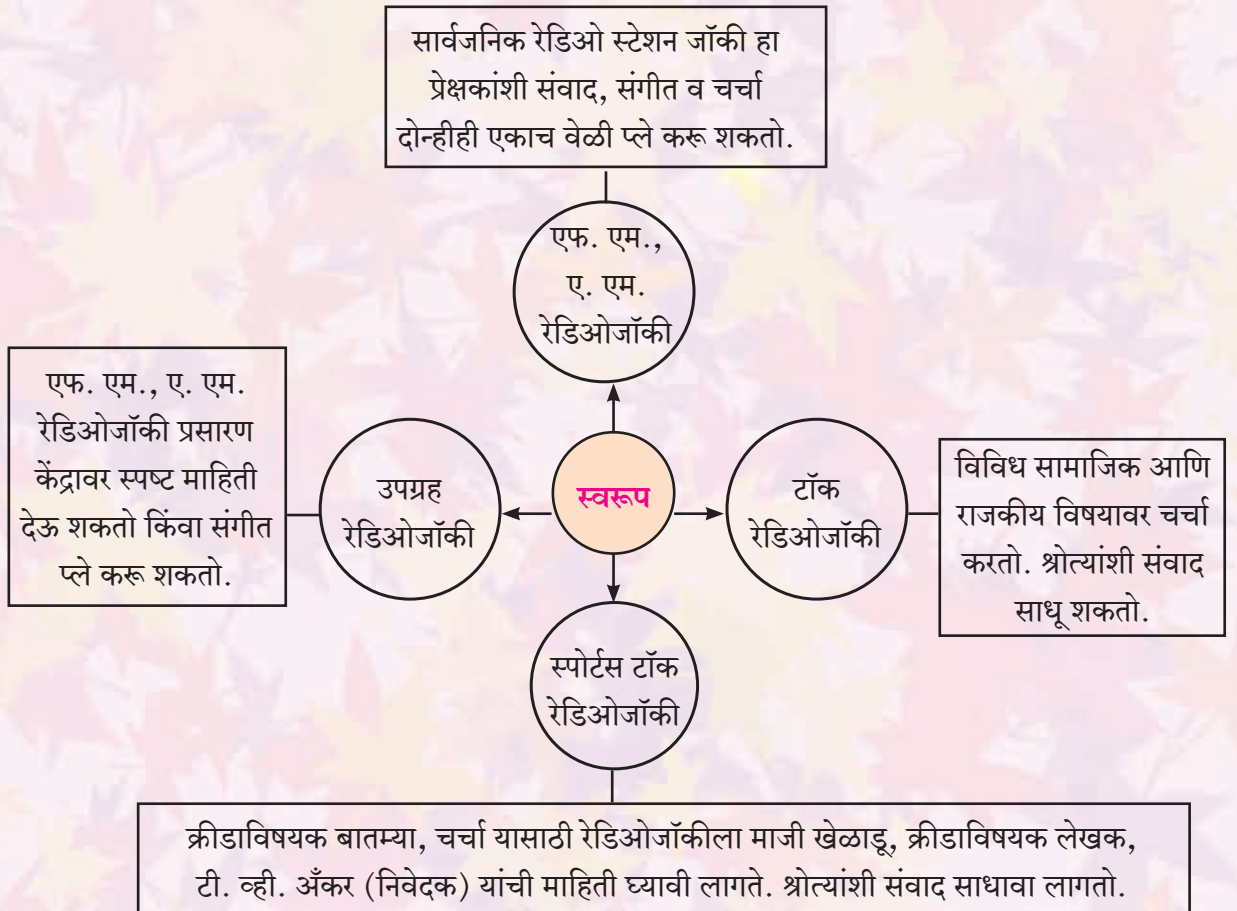 सार्वजनिक रेडिओ स्टेशन जॉकी हा
प्रेक्षकांशी संवाद, संगीत व चर्चा
दोन्हीही एकाच वेळी प्ले करू शकतो.
एफ. एम.,
ए. एम.
रेडिओजॉकी
एफ. एम., ए. एम.
रेडिओजॉकी प्रसारण
केंद्रावर स्पष्ट माहिती
देऊ शकतो किंवा संगीत
प्ले करू शकतो.
उपग्रह
रेडिओजॉकी
स्वरूप
टॉक
रेडिओजॉकी
विविध सामाजिक आणि
राजकीय विषयावर चर्चा
करतो. श्रोत्यांशी संवाद
साधू शकतो.
स्पोर्टस टॉक
रेडिओजॉकी
क्रीडाविषयक बातम्या, चर्चा यासाठी रेडिओजॉकीला माजी खेळाडू, क्रीडाविषयक लेखक,
टी. व्ही. अँकर (निवेदक) यांची माहिती घ्यावी लागते. श्रोत्यांशी संवाद साधावा लागतो.